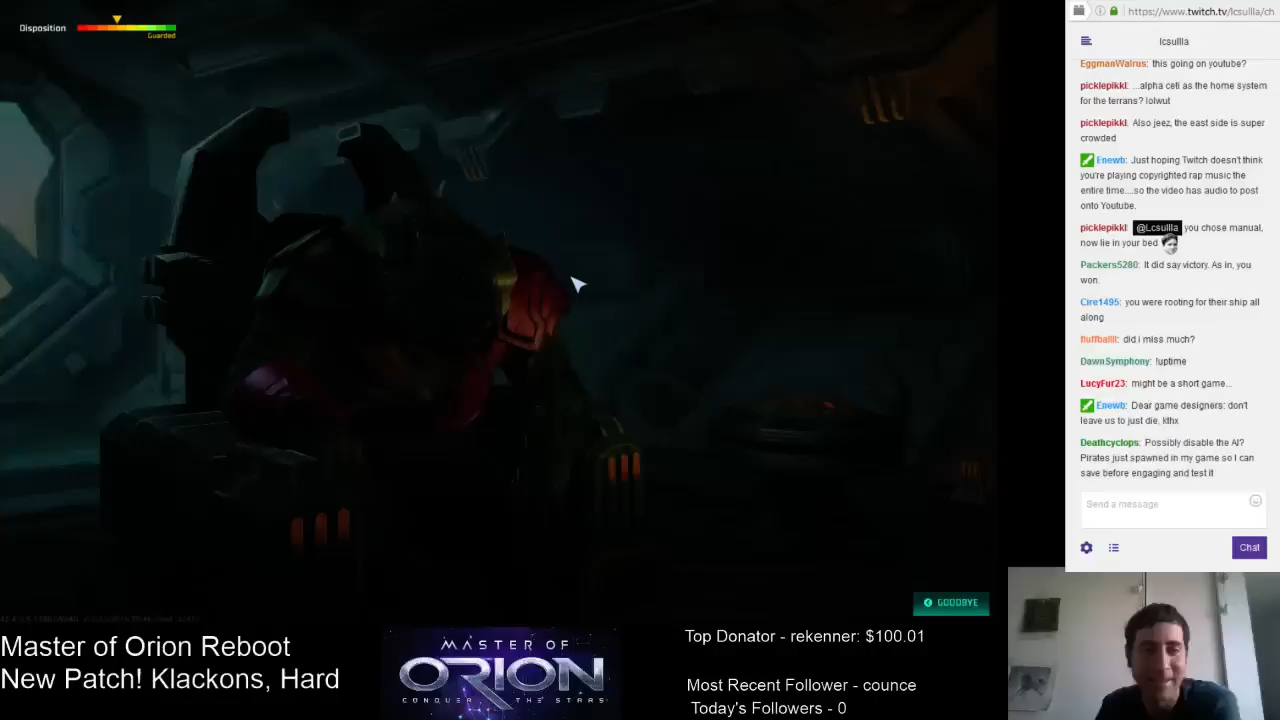 Disposition
Guarded
GOODBYE
Master of Orion Reboot
New Patch! Klackons, Hard
MASTER OF
ORION
CONQUER THE STARS
Top Donator - rekenner: $100.01
Most Recent Follower - counce
Today's Followers - 0
https://www.twitch.tv/lcsullla/ch
lcsullla
EggmanWalrus: this going on youtube?
picklepikkl: ...alpha ceti as the home system
for the terrans? lolwut
picklepikkl: Also jeez, the east side is super
crowded
Enewb: Just hoping Twitch doesn't think
you're playing copyrighted rap music the
entire time....so the video has audio to post
onto Youtube.
picklepikkl: @Lcsullla you chose manual,
now lie in your bed
Packers5280: It did say victory. As in, you
won.
Cire1495: you were rooting for their ship all
along
fluffballll: did i miss much?
DawnSymphony: !uptime
LucyFur23: might be a short game...
Enewb: Dear game designers: don't
leave us to just die, kthx
Deathcyclops: Possibly disable the AI?
Pirates just spawned in my game so I can
save before engaging and test it
Send a message
Chat